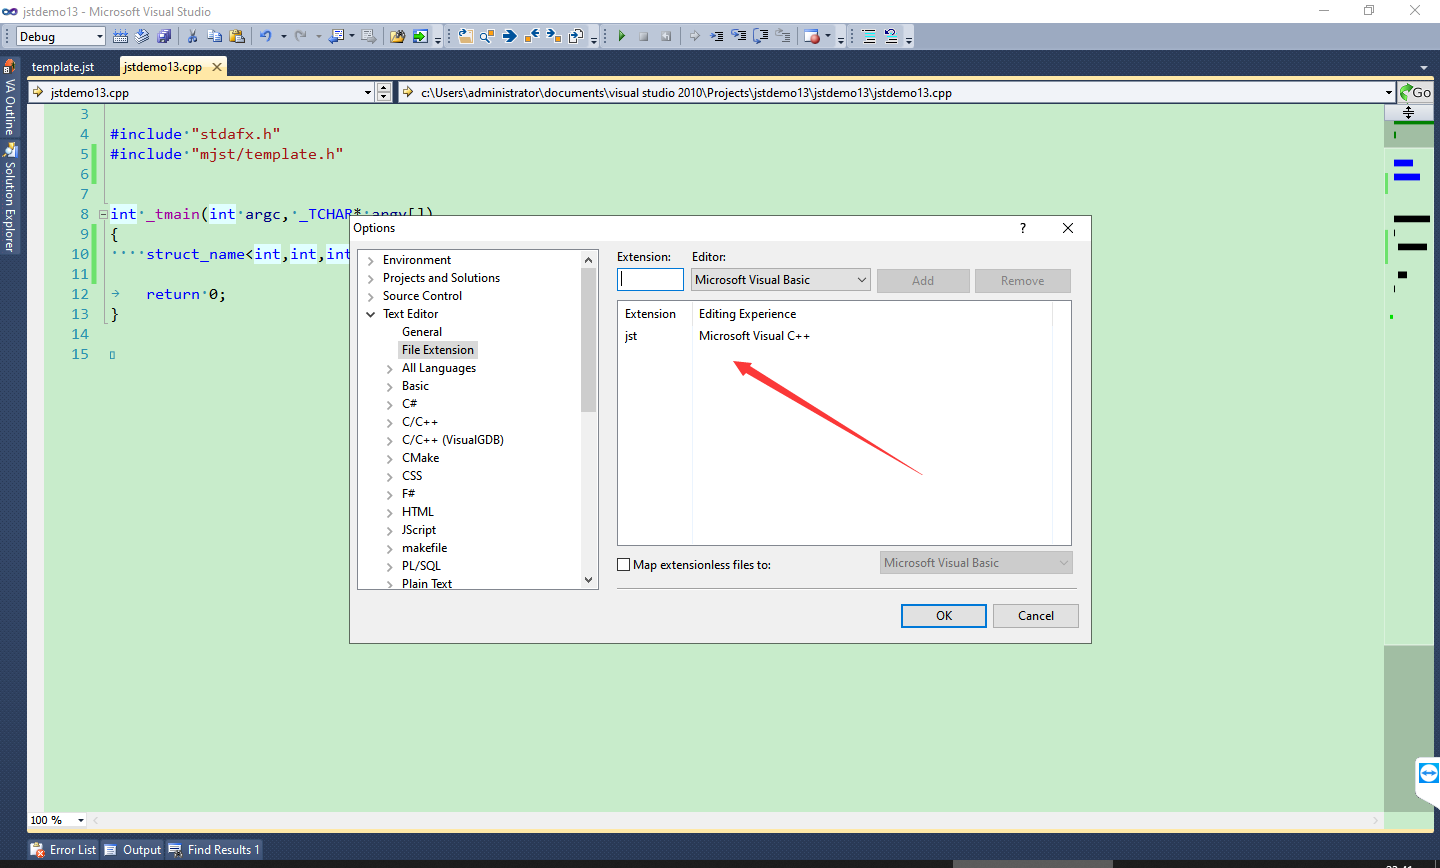 jstdemo13 - Microsoft Visual Studio
Debug
template.jst
jstdemo13.cpp
jstdemo13.cpp
c:\Users\administrator\documents\visual studio 2010\Projects\jstdemo13\jstdemo13\jstdemo13.cpp
Go
VA Outline
Solution Explorer
3
4 #include "stdafx.h"
5 #include "mjst/template.h"
6
7
8 int _tmain(int argc, _TCHAR* argv[])
9 {
10 struct_name<int,int,int
11
12 return 0;
13 }
14
15
Options
?
Environment
Projects and Solutions
Source Control
Text Editor
General
File Extension
All Languages
Basic
C#
C/C++
C/C++ (VisualGDB)
CMake
CSS
F#
HTML
JScript
makefile
PL/SQL
Plain Text
Extension:
Editor:
Microsoft Visual Basic
Add
Remove
Extension
Editing Experience
jst
Microsoft Visual C++
Map extensionless files to:
Microsoft Visual Basic
OK
Cancel
100 %
Error List
Output
Find Results 1